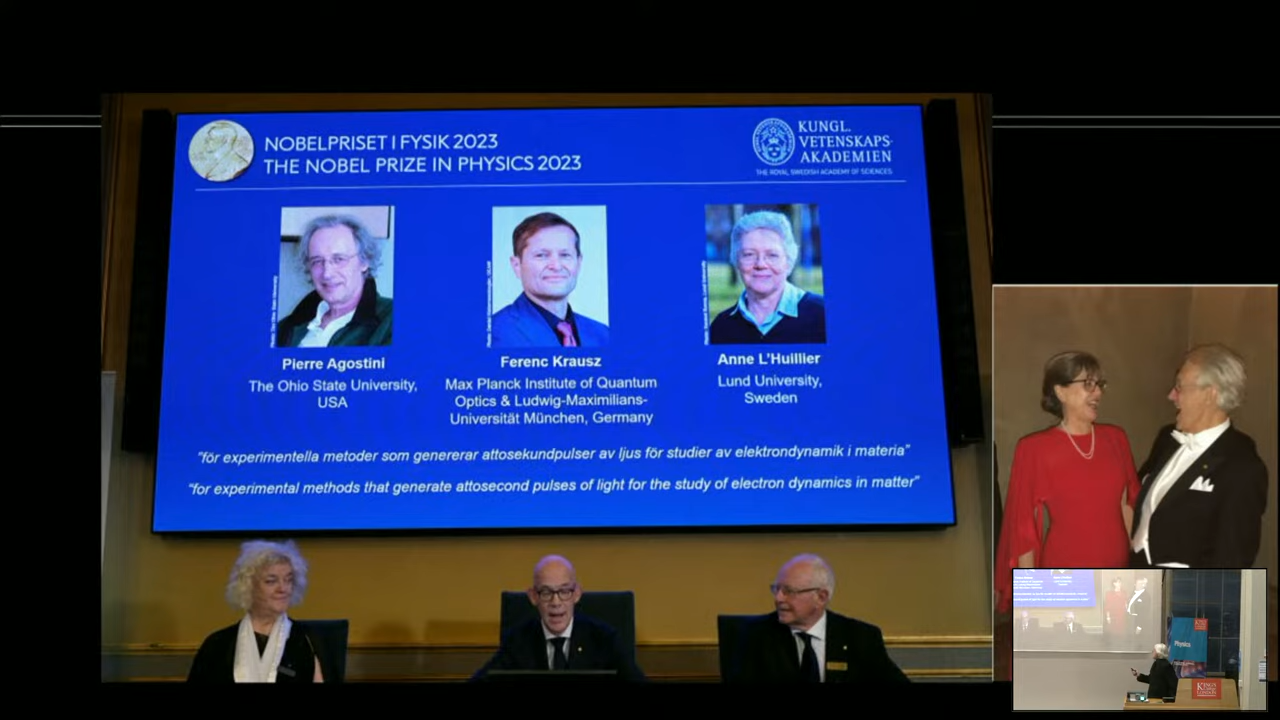 NOBELPRISET I FYSIK 2023
THE NOBEL PRIZE IN PHYSICS 2023
KUNGL.
VETENSKAPS-
AKADEMIEN
THE ROYAL SWEDISH ACADEMY OF SCIENCES
Pierre Agostini
The Ohio State University,
USA
Ferenc Krausz
Max Planck Institute of Quantum
Optics & Ludwig-Maximilians-
Universität München, Germany
Anne L'Huillier
Lund University,
Sweden
"för experimentella metoder som genererar attosekundpulser av ljus för studier av elektrondynamik i materia"
"for experimental methods that generate attosecond pulses of light for the study of electron dynamics in matter"
Physics
KING'S
LONDON